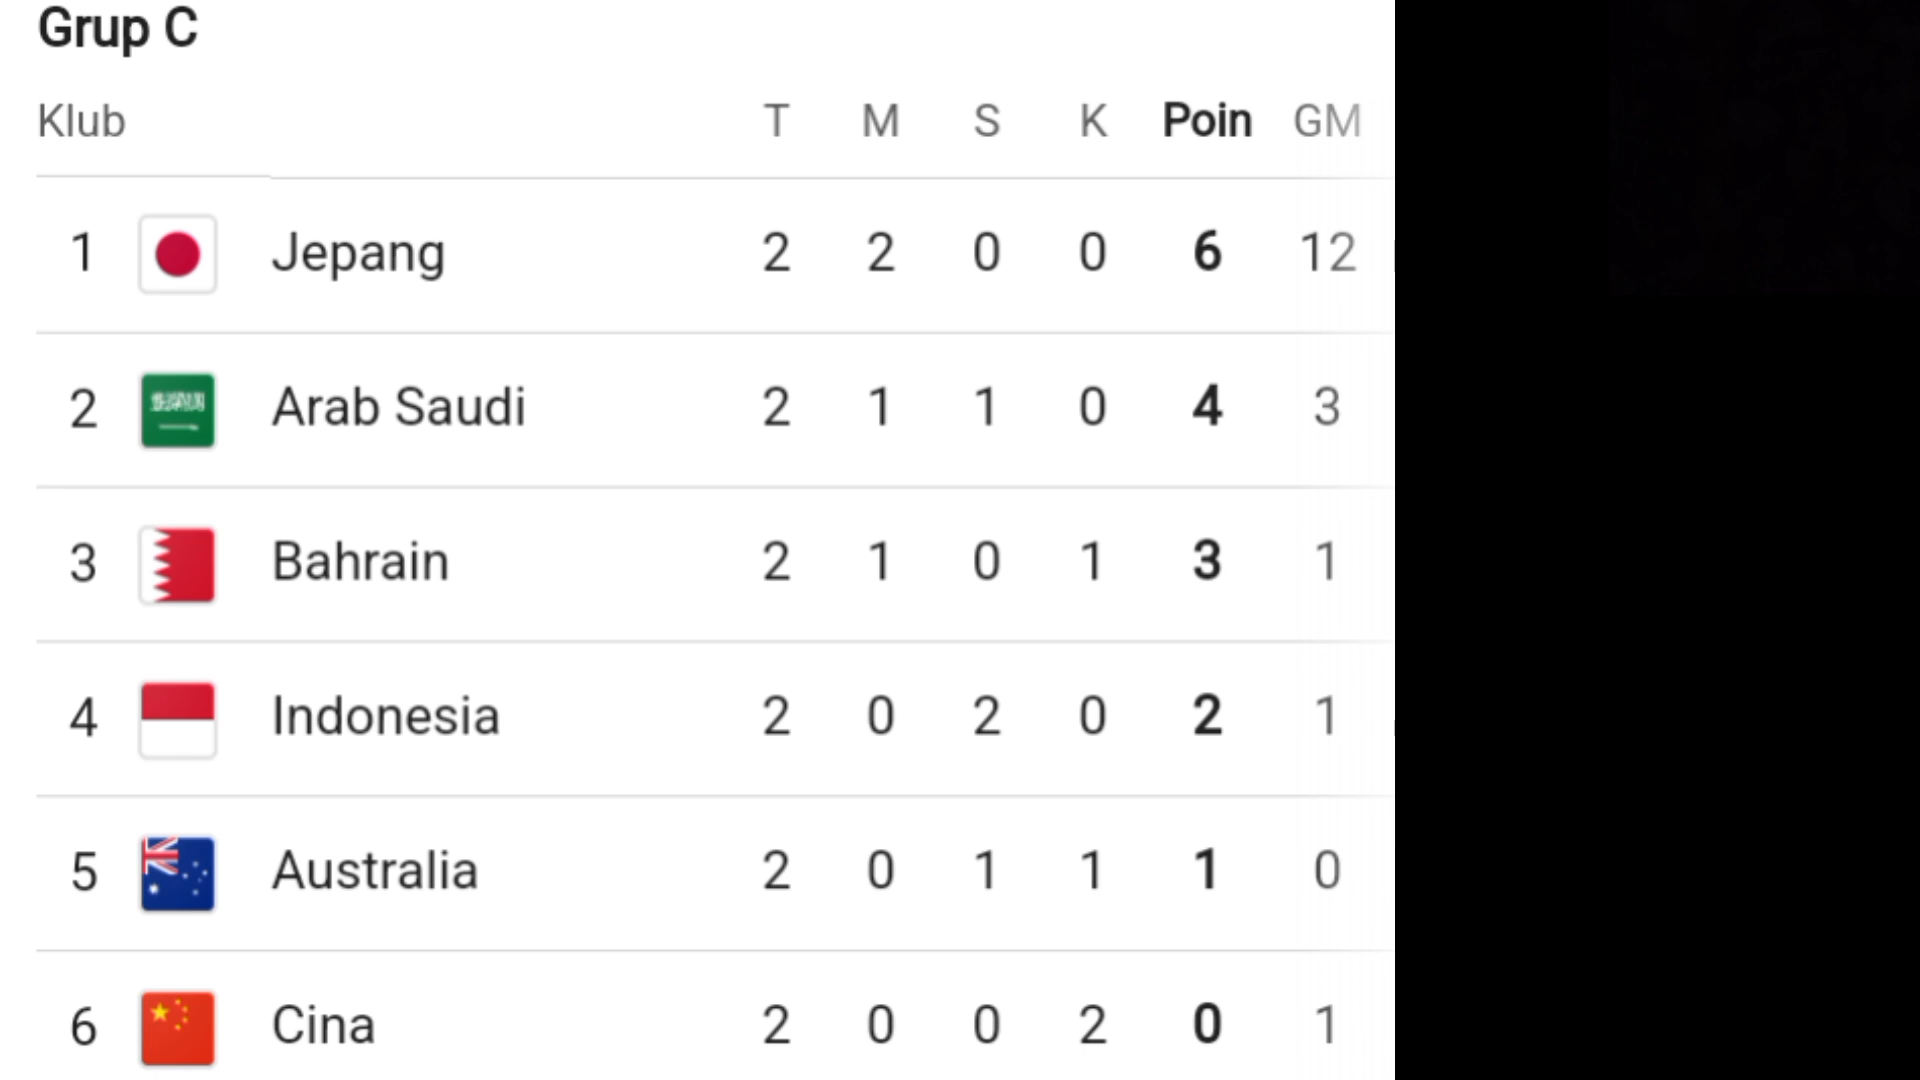 Grup C
Klub T M S K Poin GM
1 Jepang 2 2 0 0 6 12
2 Arab Saudi 2 1 1 0 4 3
3 Bahrain 2 1 0 1 3 1
4 Indonesia 2 0 2 0 2 1
5 Australia 2 0 1 1 1 0
6 Cina 2 0 0 2 0 1